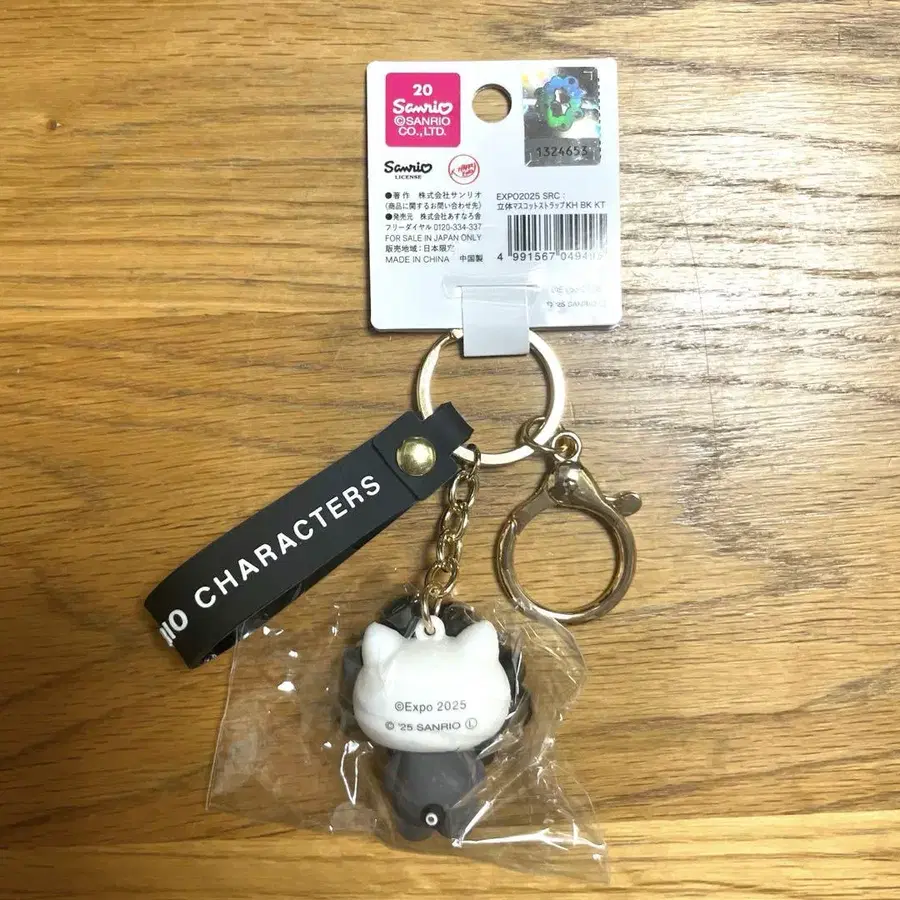 20
Sanrio
©SANRIO
CO.,LTD.
1324653
Sanrio
LICENSE
●著作 株式会社サンリオ
(商品に関するお問い合わせ先)
●発売元 株式会社あすなろ舎
フリーダイヤル 0120-334-337
FOR SALE IN JAPAN ONLY
販売地域:日本限定
MADE IN CHINA 中国製
EXPO2025 SRC :
立体マスコットストラップKH BK KT
4 991567 04949
CHARACTERS
©Expo 2025
© '25 SANRIO Ⓛ